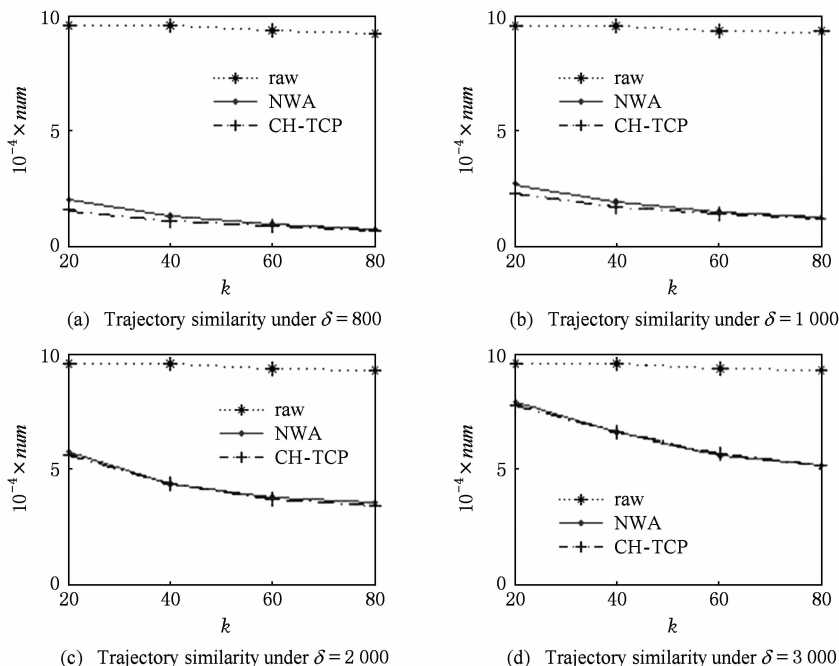 10
5
0
10⁻⁴×num
raw
NWA
CH-TCP
20 40 60 80
k
(a) Trajectory similarity under δ = 800
10
5
0
10⁻⁴×num
raw
NWA
CH-TCP
20 40 60 80
k
(b) Trajectory similarity under δ = 1 000
10
5
0
10⁻⁴×num
raw
NWA
CH-TCP
20 40 60 80
k
(c) Trajectory similarity under δ = 2 000
10
5
0
10⁻⁴×num
raw
NWA
CH-TCP
20 40 60 80
k
(d) Trajectory similarity under δ = 3 000